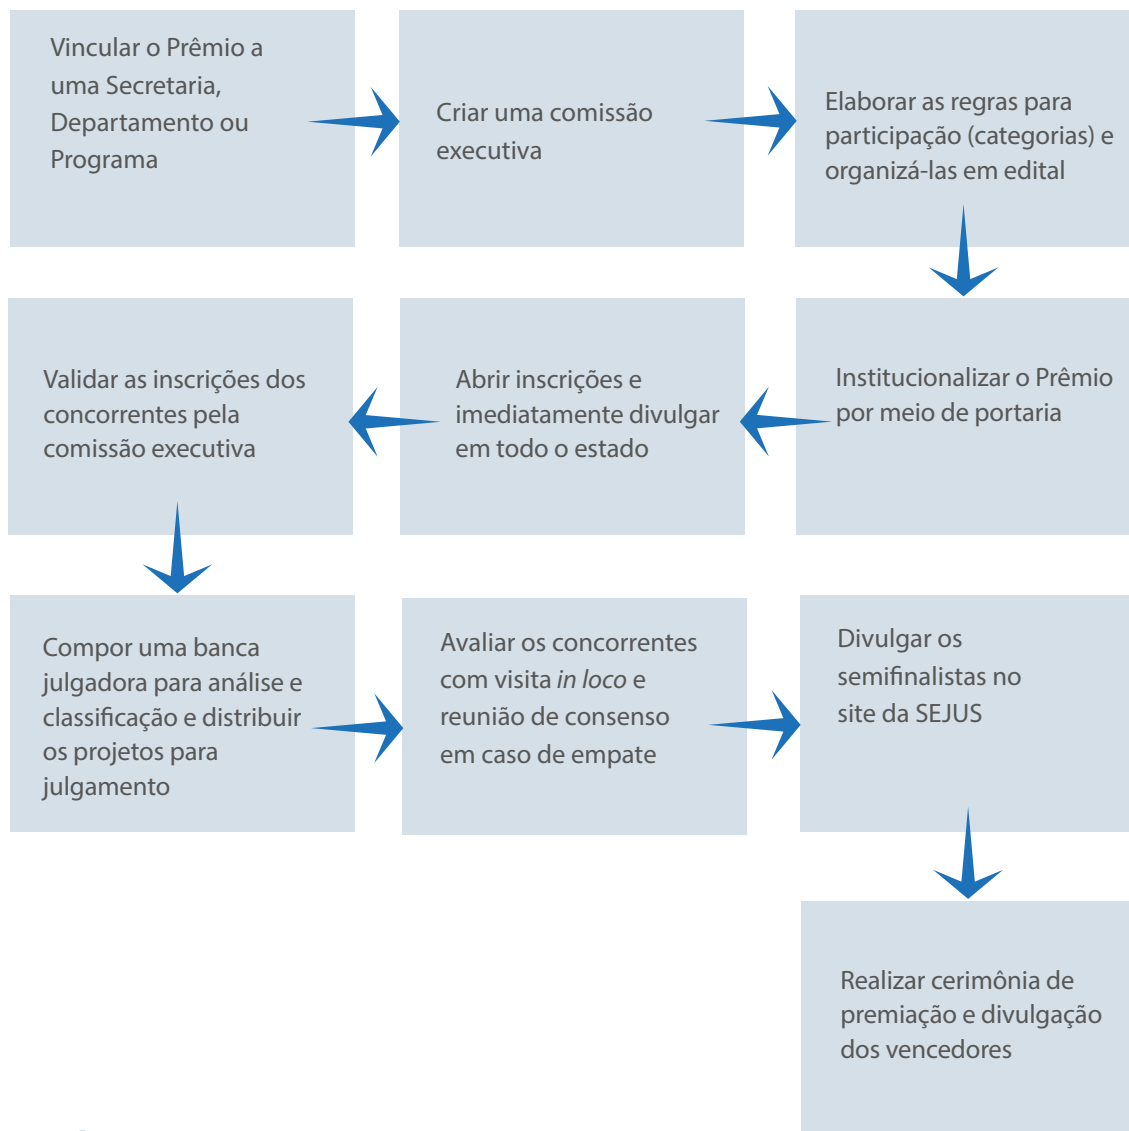 Vincular o Prêmio a
uma Secretaria,
Departamento ou
Programa
Criar uma comissão
executiva
Elaborar as regras para
participação (categorias) e
organizá-las em edital
Institucionalizar o Prêmio
por meio de portaria
Abrir inscrições e
imediatamente divulgar
em todo o estado
Validar as inscrições dos
concorrentes pela
comissão executiva
Compor uma banca
julgadora para análise e
classificação e distribuir
os projetos para
julgamento
Avaliar os concorrentes
com visita in loco e
reunião de consenso
em caso de empate
Divulgar os
semifinalistas no
site da SEJUS
Realizar cerimônia de
premiação e divulgação
dos vencedores